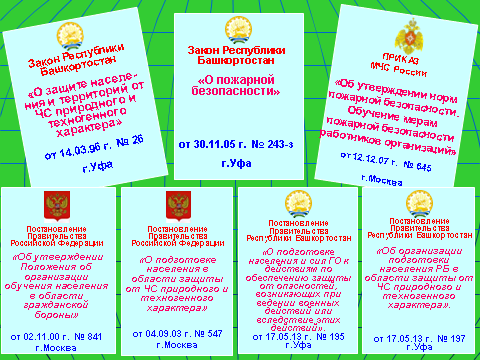 Закон Республики
Башкортостан
«О защите населе-
ния и территорий от
ЧС природного и
техногенного
характера»
от 14.03.96 г. № 26
г.Уфа
Закон Республики
Башкортостан
«О пожарной
безопасности»
от 30.11.05 г. № 243-з
г.Уфа
ПРИКАЗ
МЧС России
«Об утверждении норм
пожарной безопасности.
Обучение мерам
пожарной безопасности
работников организаций»
от 12.12.07 г. № 645
г.Москва
Постановление
Правительства
Российской Федерации
«Об утверждении
Положения об
организации
обучения населения
в области
гражданской
бороны»
от 02.11.00 г. № 841
г.Москва
Постановление
Правительства
Российской Федерации
«О подготовке
населения в
области защиты
от ЧС природного и
техногенного
характера»
от 04.09.03 г. № 547
г.Москва
Постановление
Правительства
Республики Башкортостан
«О подготовке
населения и сил ГО к
действиям по
обеспечению защиты
от опасностей,
возникающих при
ведении военных
действий или
вследствие этих
действий».
от 17.05.13 г. № 195
г.Уфа
Постановление
Правительства
Республики Башкортостан
«Об организации
подготовки
населения РБ в
области защиты от
ЧС природного и
техногенного
характера».
от 17.05.13 г. № 197
г.Уфа